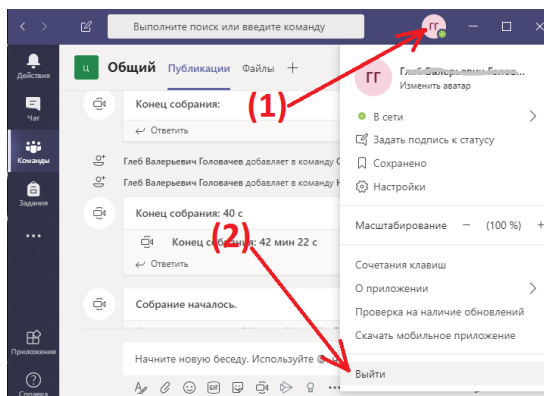 Выполните поиск или введите команду
ГГ
Действия
Чат
Команды
Задания
Приложения
Справка
ц Общий Публикации Файлы +
Конец собрания:
Ответить
Глеб Валерьевич Головачев добавляет в команду
Глеб Валерьевич Головачев добавляет в команду
Конец собрания: 40 с
Конец собрания: 42 мин 22 с
Ответить
Собрание началось.
Начните новую беседу. Используйте
GIF
(1)
(2)
ГГ
Изменить аватар
В сети
Задать подпись к статусу
Сохранено
Настройки
Масштабирование — (100 %) +
Сочетания клавиш
О приложении
Проверка на наличие обновлений
Скачать мобильное приложение
Выйти